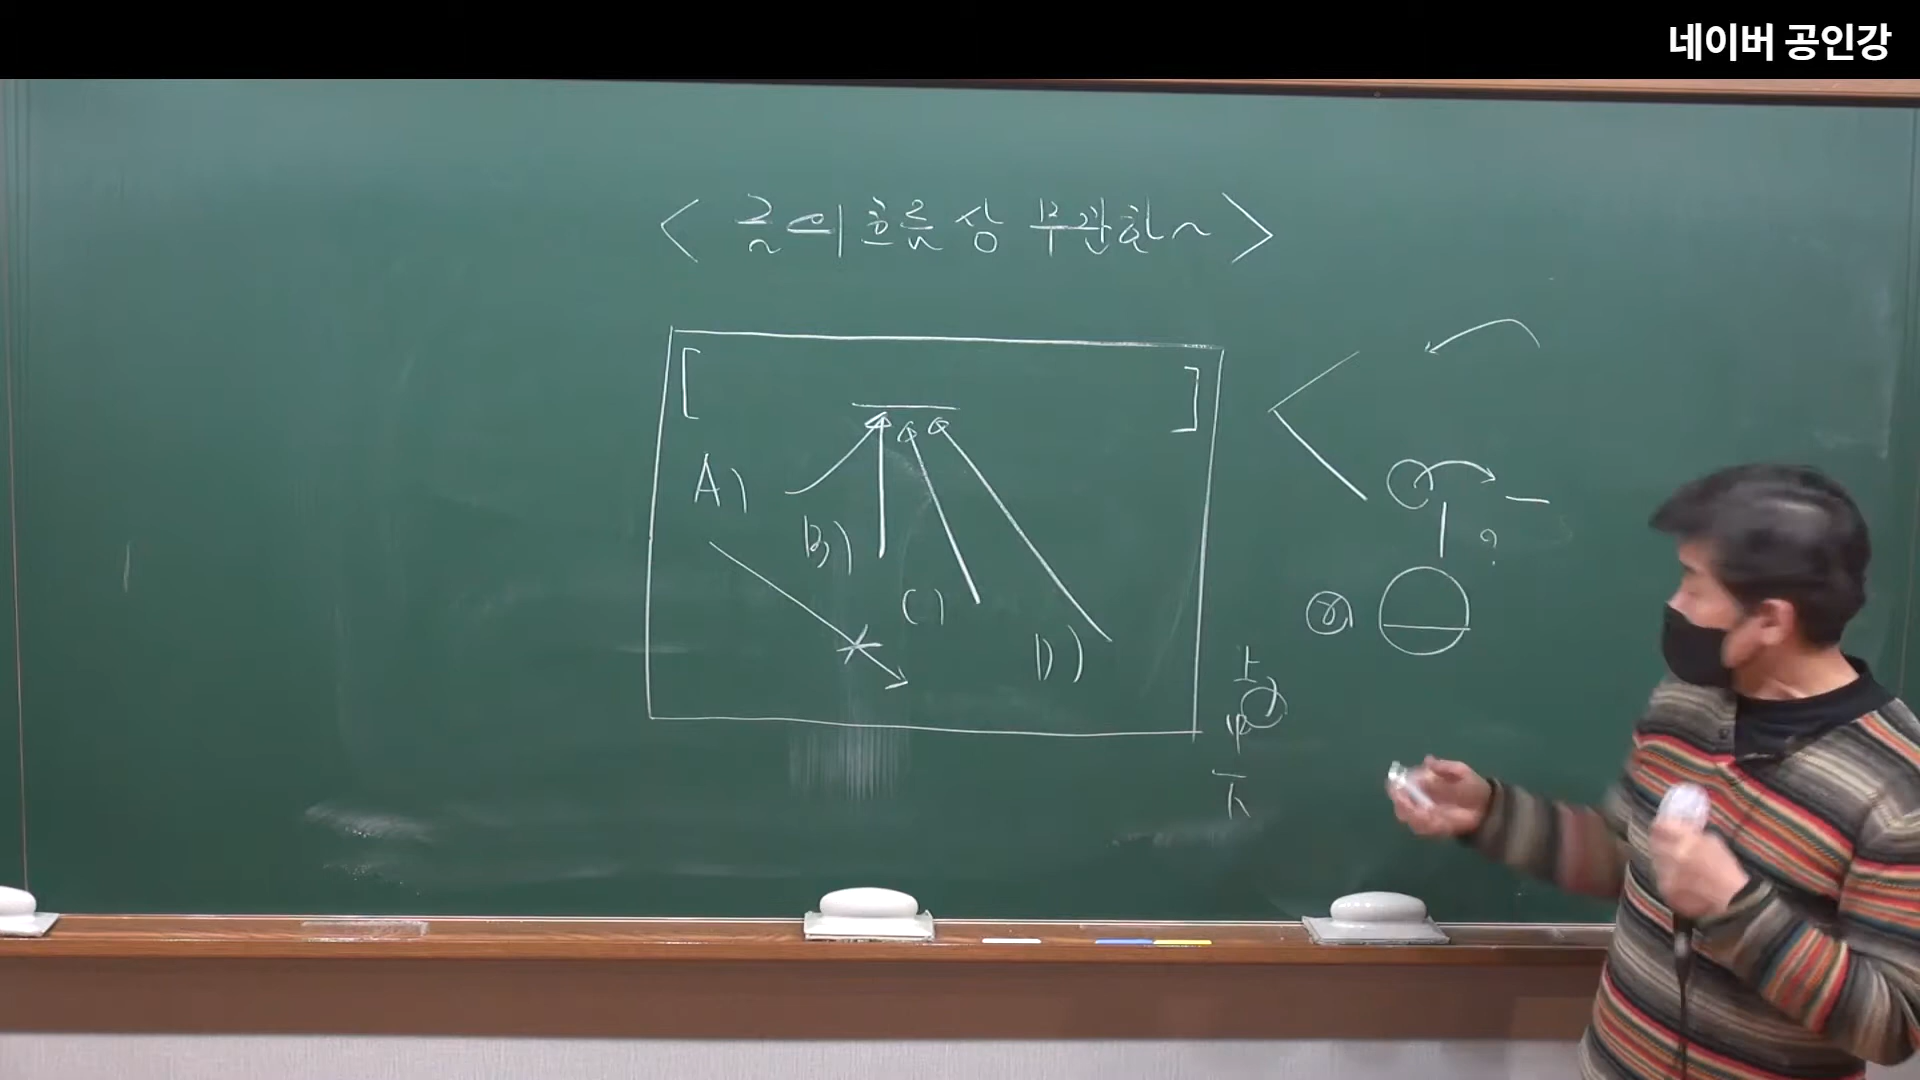 네이버 공인강
< 글의 흐름 상 무관한~ >
[ ]
A)
B)
C)
D)
?
上
中
下